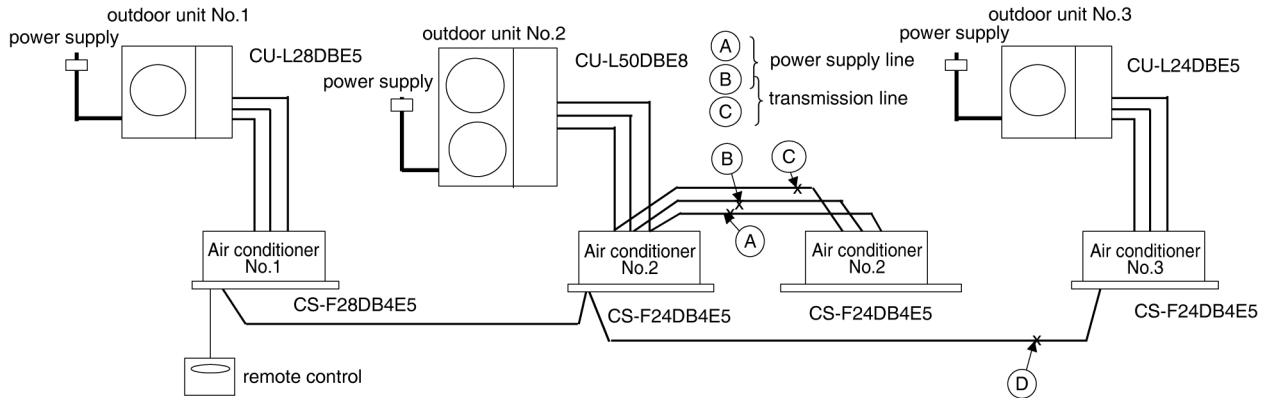 outdoor unit No.1
power supply
CU-L28DBE5
outdoor unit No.2
power supply
CU-L50DBE8
A
B
C
power supply line
transmission line
outdoor unit No.3
power supply
CU-L24DBE5
B
C
A
Air conditioner
No.1
CS-F28DB4E5
Air conditioner
No.2
CS-F24DB4E5
Air conditioner
No.2
CS-F24DB4E5
Air conditioner
No.3
CS-F24DB4E5
remote control
D